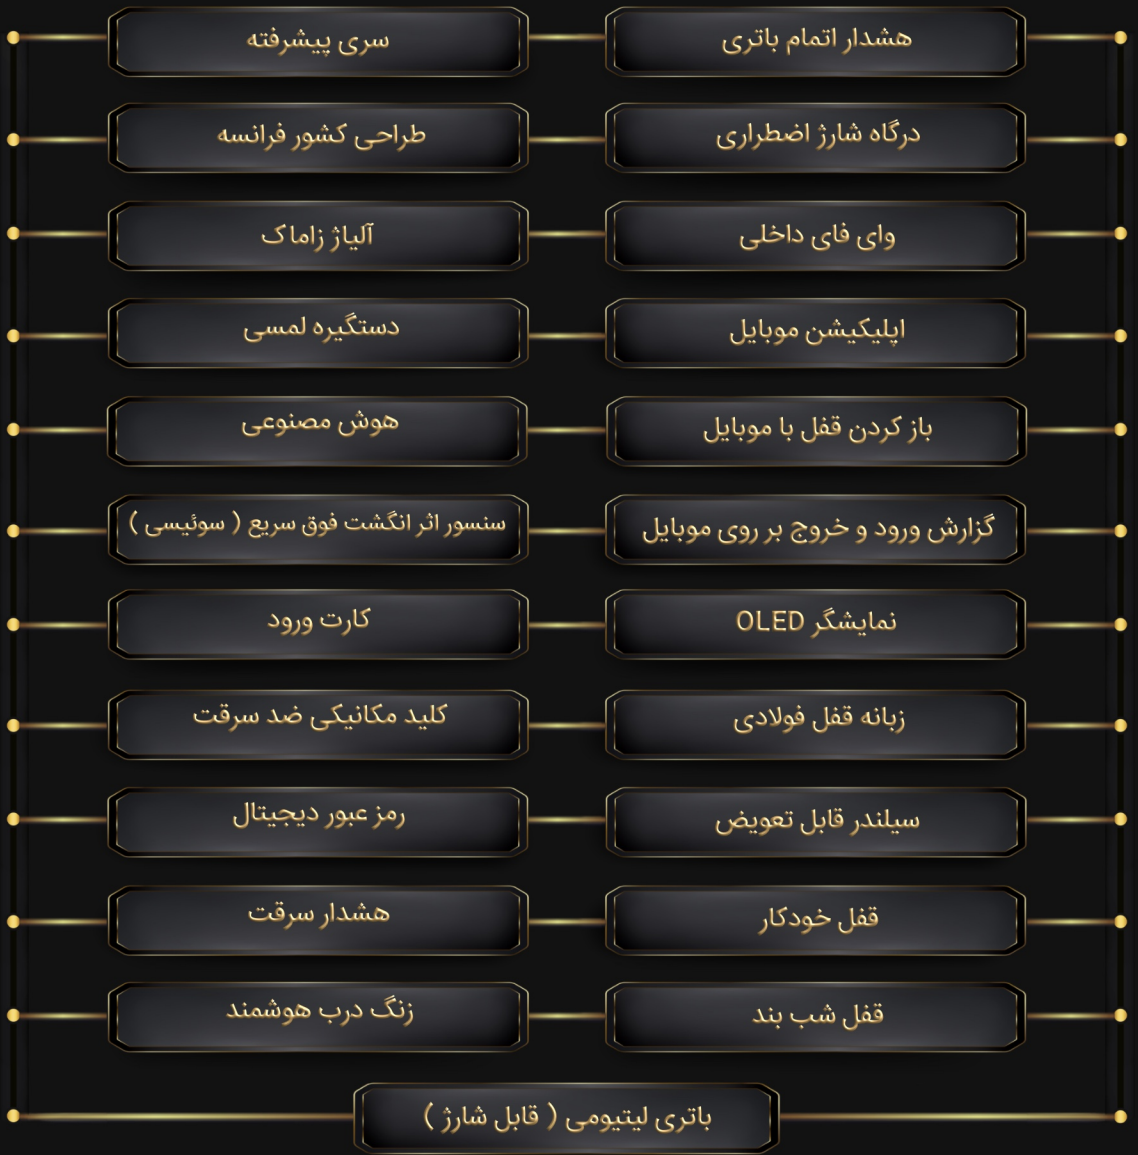 هشدار اتمام باتری
سری پیشرفته
درگاه شارژ اضطراری
طراحی کشور فرانسه
وای فای داخلی
آلیاژ زاماک
اپلیکیشن موبایل
دستگیره لمسی
باز کردن قفل با موبایل
هوش مصنوعی
گزارش ورود و خروج بر روی موبایل
سنسور اثر انگشت فوق سریع ( سوئیسی )
نمایشگر OLED
کارت ورود
زبانه قفل فولادی
کلید مکانیکی ضد سرقت
سیلندر قابل تعویض
رمز عبور دیجیتال
قفل خودکار
هشدار سرقت
قفل شب بند
زنگ درب هوشمند
باتری لیتیومی ( قابل شارژ )